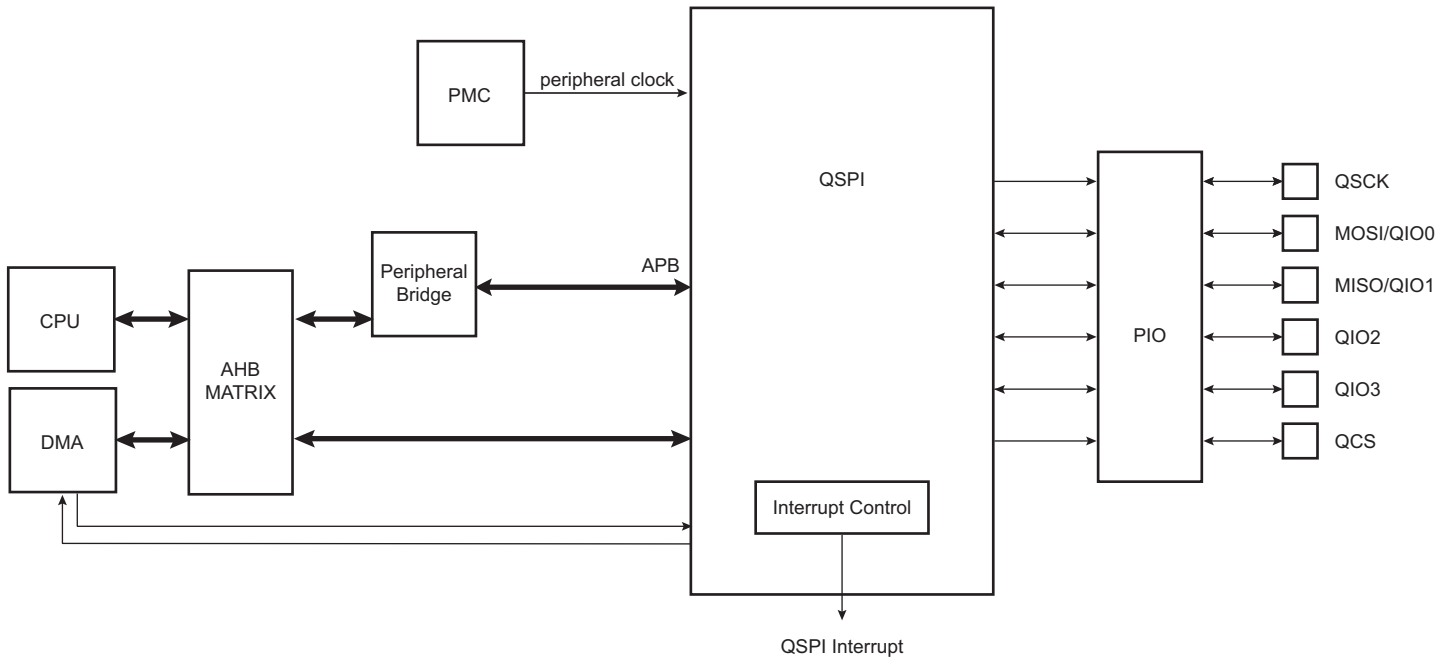 PMC
peripheral clock
QSPI
QSCK
MOSI/QIO0
MISO/QIO1
QIO2
QIO3
QCS
PIO
Peripheral
Bridge
APB
CPU
AHB
MATRIX
DMA
Interrupt Control
QSPI Interrupt